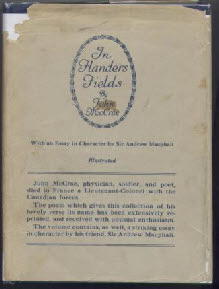 In
Flanders
Fields
By
John
McCrae
With an Essay in Character by Sir Andrew Macphail
Illustrated
John McCrae, physician, soldier, and poet,
died in France a Lieutenant-Colonel with the
Canadian forces.
The poem which gives this collection of his
lovely verse its name has been extensively re-
printed, and received with unusual enthusiasm.
The volume contains, as well, a striking essay
in character by his friend, Sir Andrew Macphail.